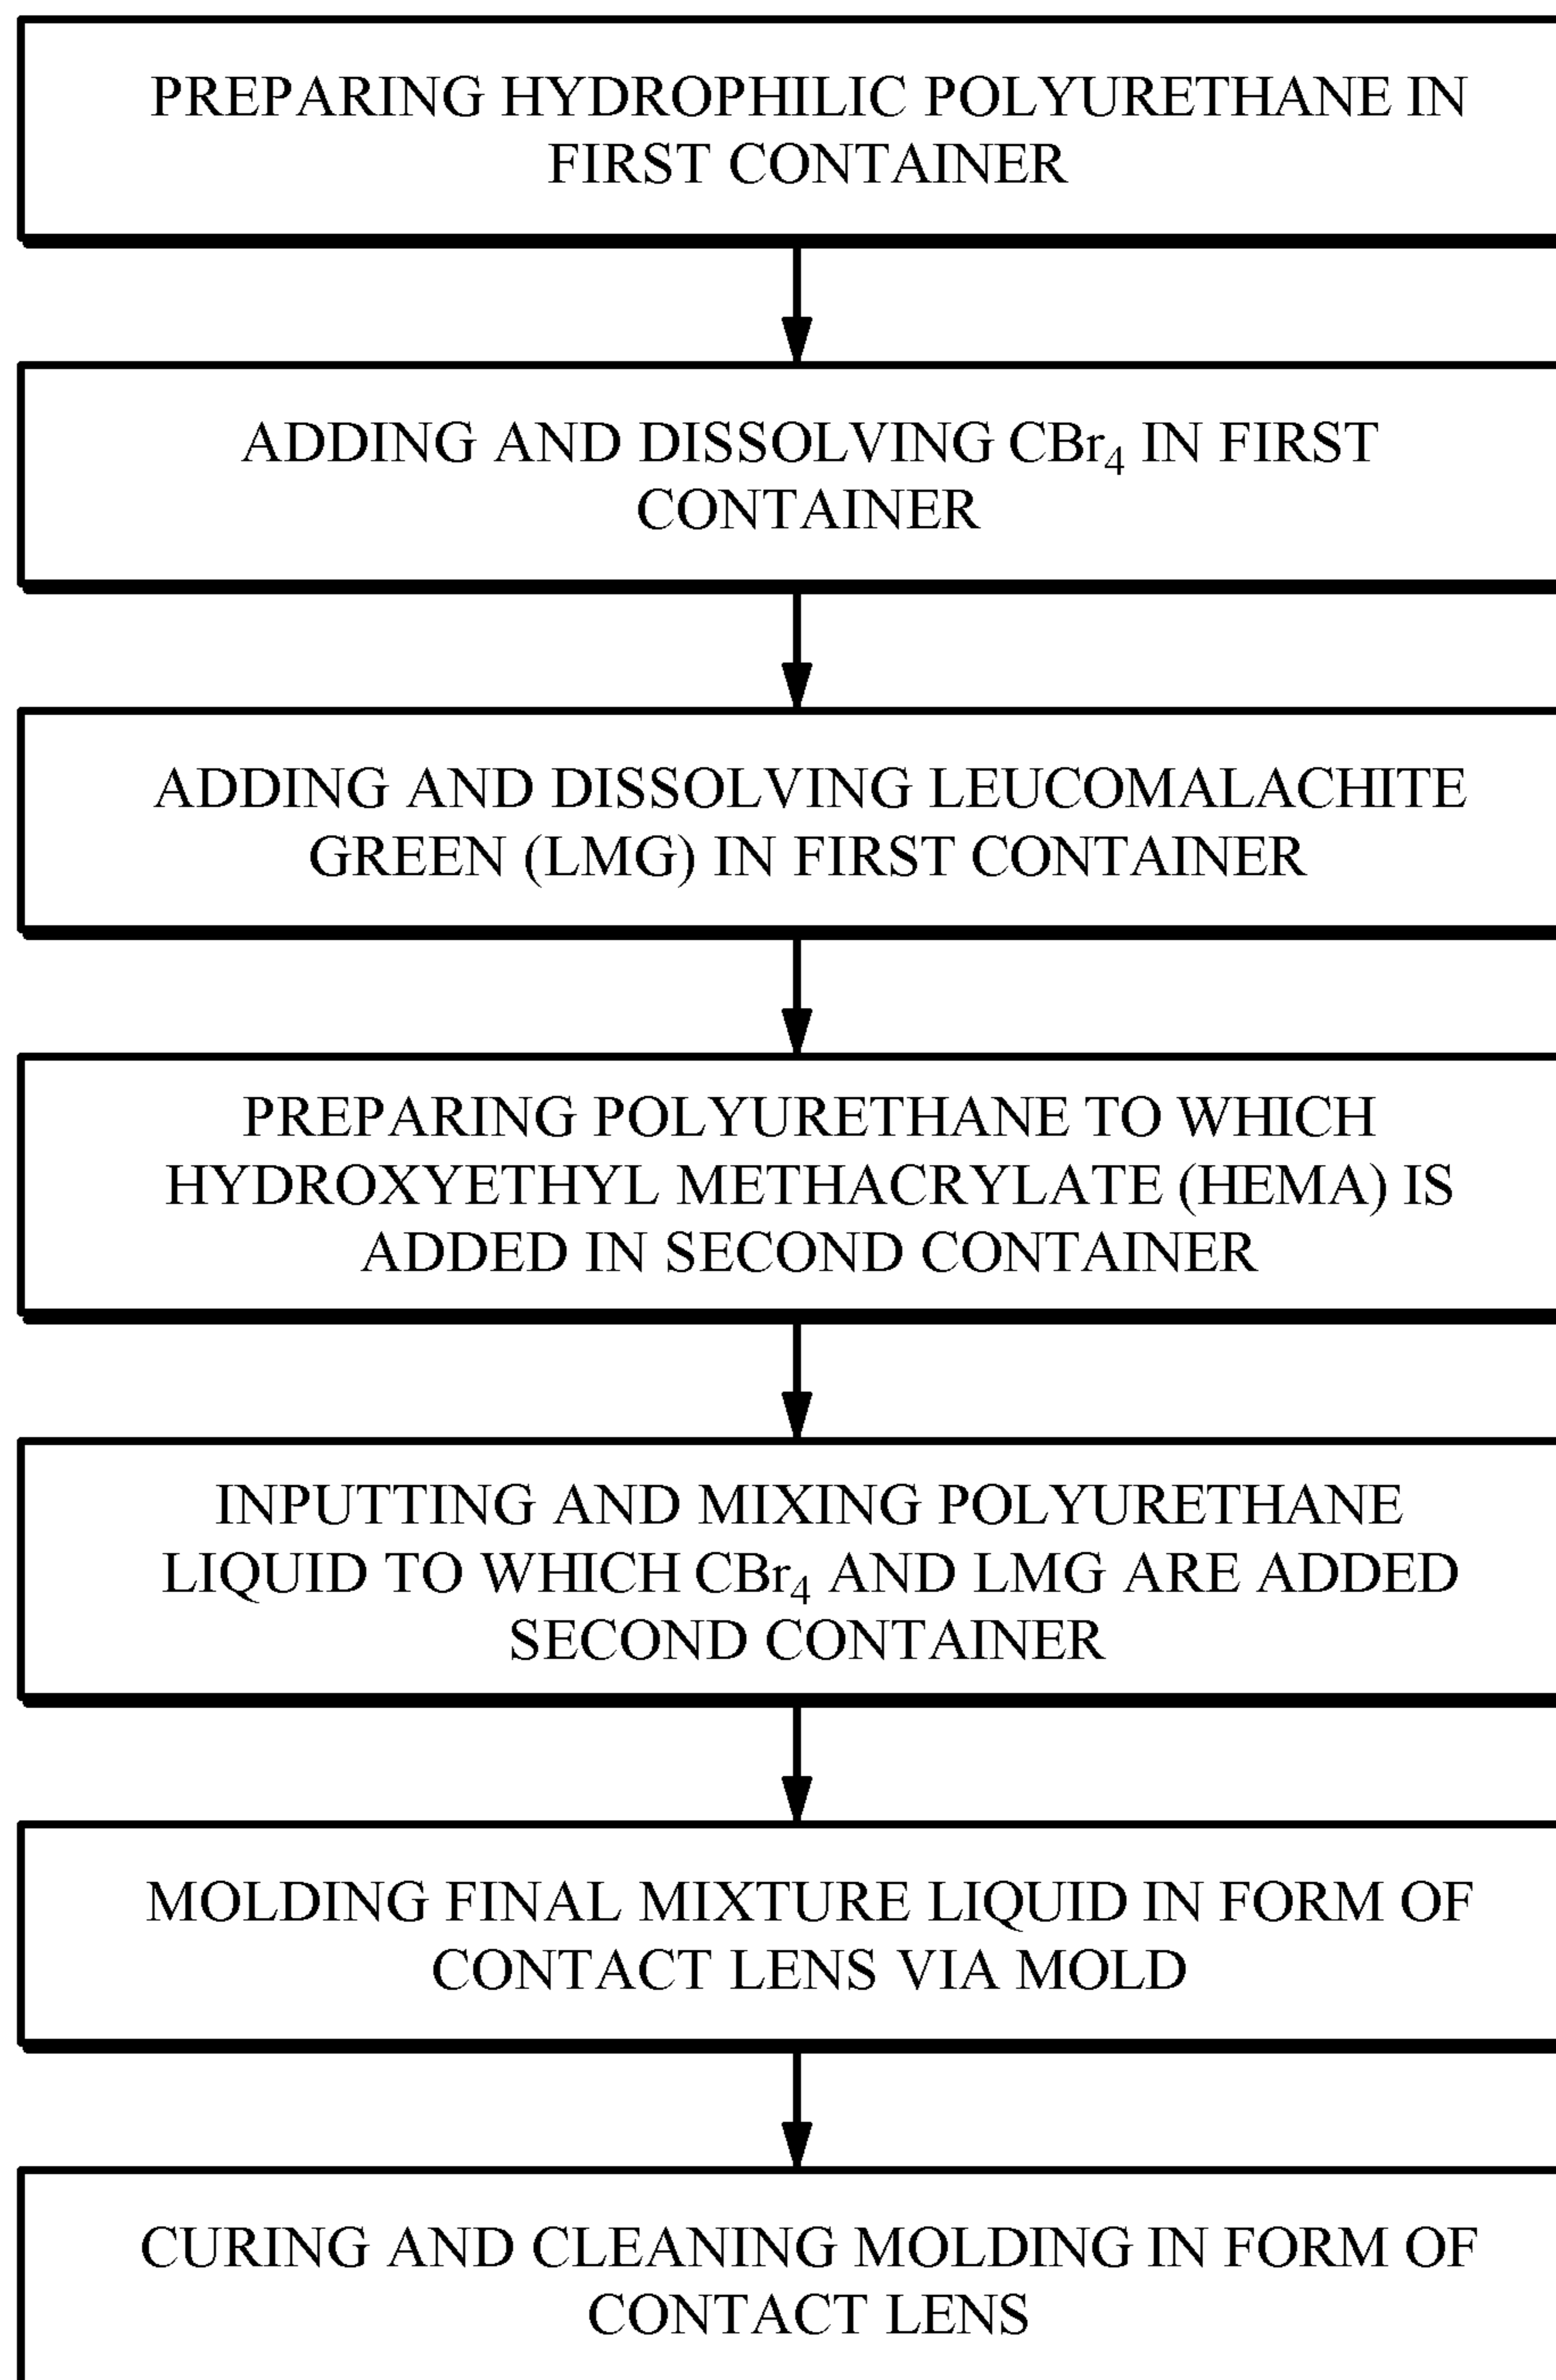 PREPARING HYDROPHILIC POLYURETHANE IN
FIRST CONTAINER
ADDING AND DISSOLVING CBr₄ IN FIRST
CONTAINER
ADDING AND DISSOLVING LEUCOMALACHITE
GREEN (LMG) IN FIRST CONTAINER
PREPARING POLYURETHANE TO WHICH
HYDROXYETHYL METHACRYLATE (HEMA) IS
ADDED IN SECOND CONTAINER
INPUTTING AND MIXING POLYURETHANE
LIQUID TO WHICH CBr₄ AND LMG ARE ADDED
SECOND CONTAINER
MOLDING FINAL MIXTURE LIQUID IN FORM OF
CONTACT LENS VIA MOLD
CURING AND CLEANING MOLDING IN FORM OF
CONTACT LENS